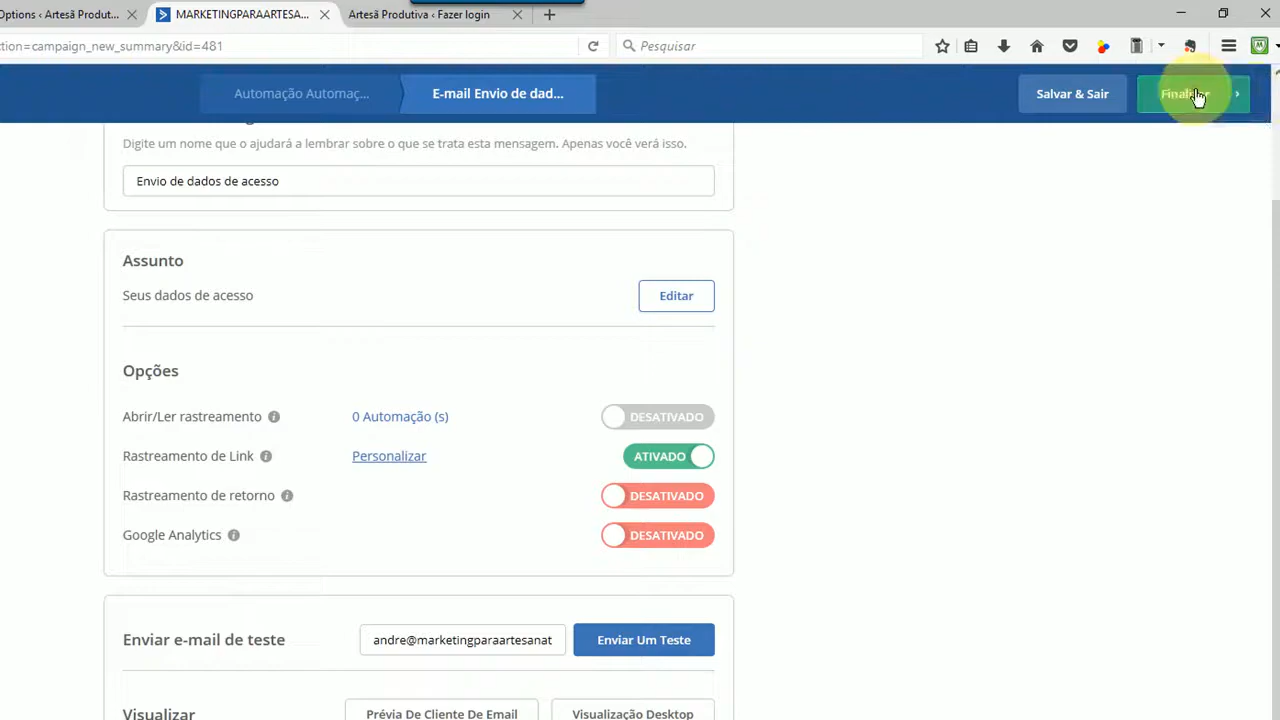 Options ‹ Artesã Produt...
MARKETINGPARAARTESA...
Artesã Produtiva ‹ Fazer login
ction=campaign_new_summary&id=481
Pesquisar
Automação Automaç...
E-mail Envio de dad...
Salvar & Sair
Digite um nome que o ajudará a lembrar sobre o que se trata esta mensagem. Apenas você verá isso.
Envio de dados de acesso
Assunto
Seus dados de acesso
Editar
Opções
Abrir/Ler rastreamento
0 Automação (s)
DESATIVADO
Rastreamento de Link
Personalizar
ATIVADO
Rastreamento de retorno
DESATIVADO
Google Analytics
DESATIVADO
Enviar e-mail de teste
andre@marketingparaartesanat
Enviar Um Teste
Visualizar
Prévia De Cliente De Email
Visualização Desktop